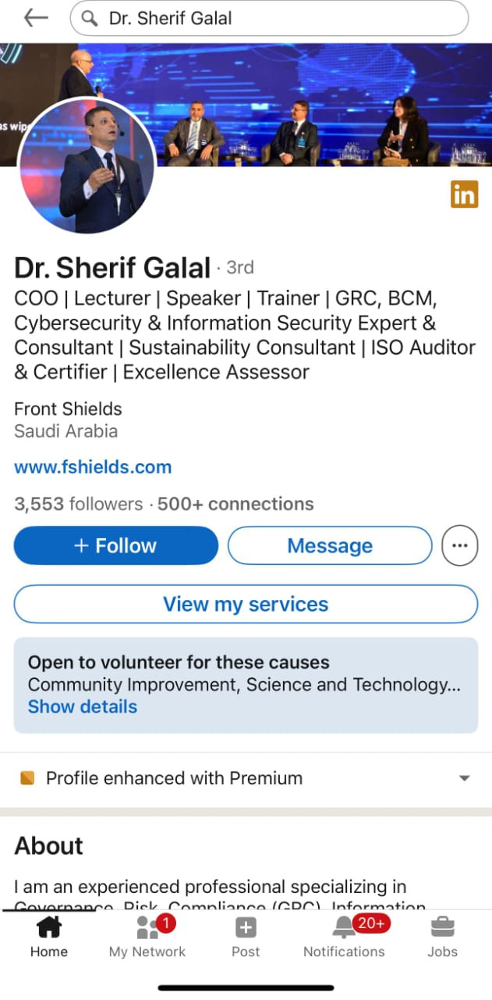 Dr. Sherif Galal
as wipe
in
Dr. Sherif Galal · 3rd
COO | Lecturer | Speaker | Trainer | GRC, BCM,
Cybersecurity & Information Security Expert &
Consultant | Sustainability Consultant | ISO Auditor
& Certifier | Excellence Assessor
Front Shields
Saudi Arabia
www.fshields.com
3,553 followers · 500+ connections
+ Follow
Message
...
View my services
Open to volunteer for these causes
Community Improvement, Science and Technology...
Show details
Profile enhanced with Premium
About
I am an experienced professional specializing in
Governance, Risk, Compliance (GRC), Information
1
20+
Home
My Network
Post
Notifications
Jobs